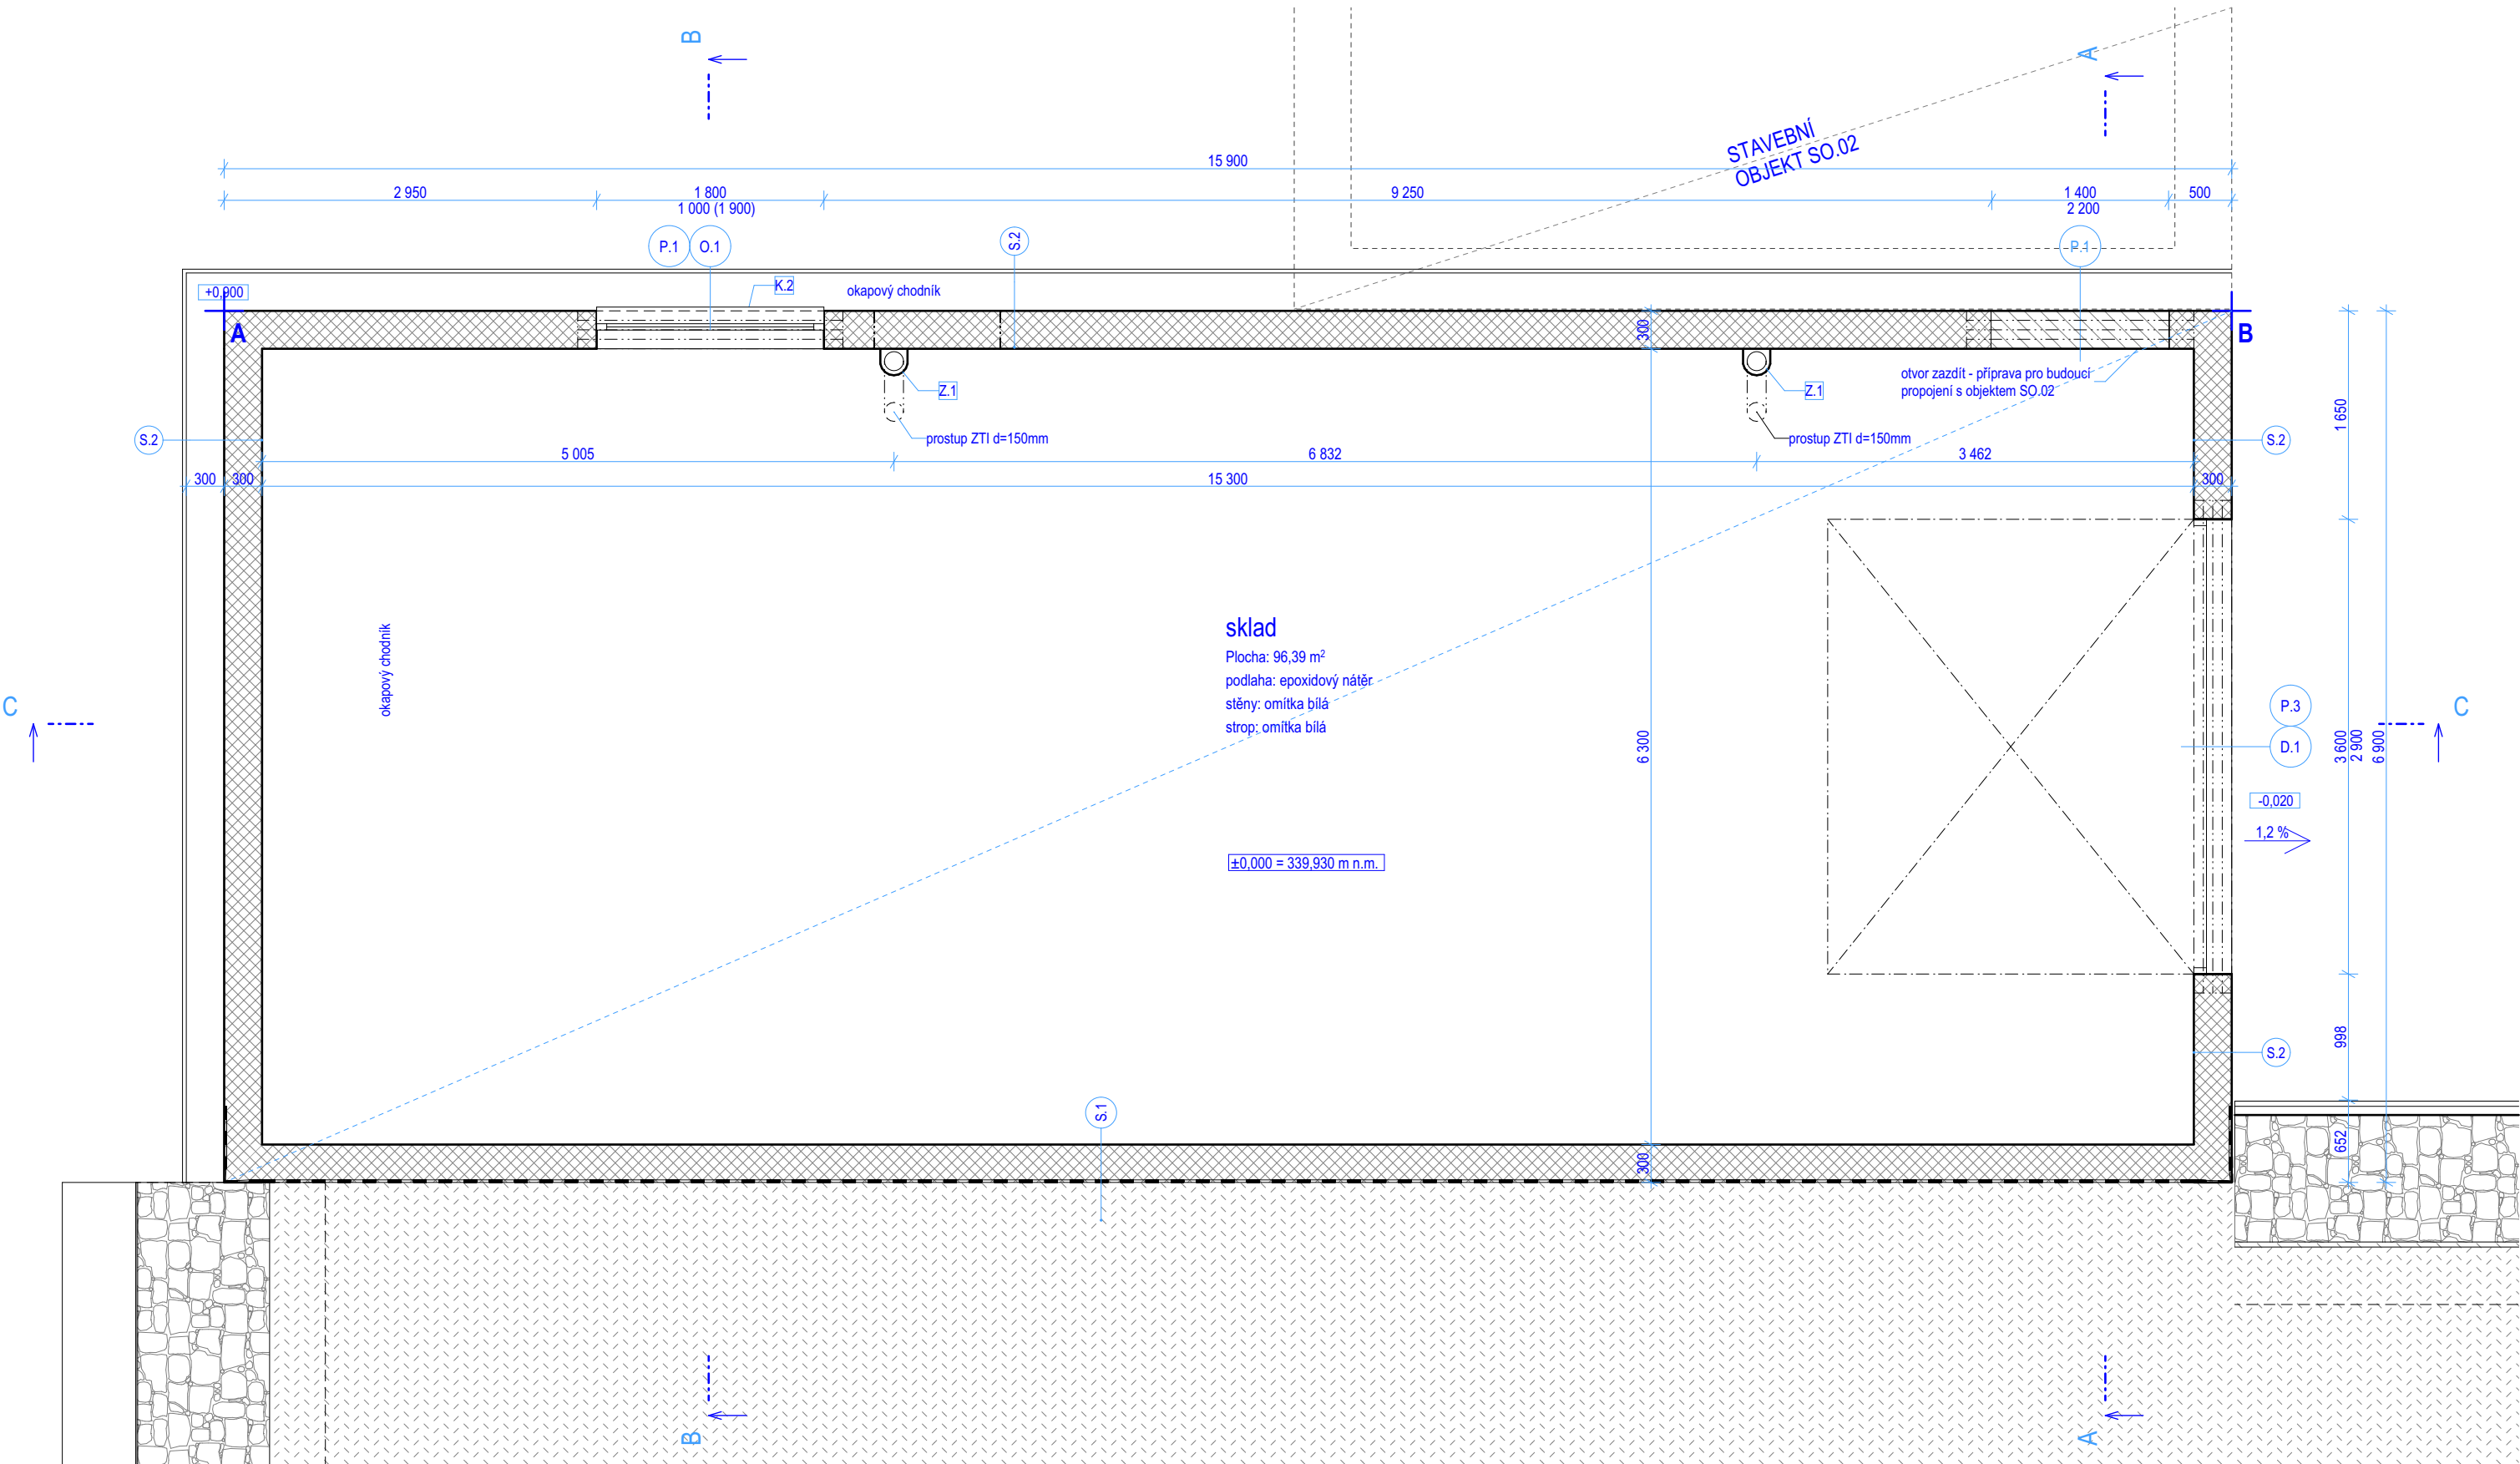 B
A
STAVEBNÍ
OBJEKT SO.02
15 900
2 950
1 800
1 000 (1 900)
9 250
1 400
2 200
500
P.1
O.1
S.2
P.1
+0,900
K.2
okapový chodník
A
B
300
Z.1
Z.1
otvor zazdít - příprava pro budoucí
propojení s objektem SO.02
prostup ZTI d=150mm
prostup ZTI d=150mm
S.2
S.2
1 650
5 005
6 832
3 462
300
300
15 300
300
okapový chodník
sklad
Plocha: 96,39 m²
podlaha: epoxidový nátěr
stěny: omítka bílá
strop: omítka bílá
C
C
P.3
D.1
6 300
3 600
2 900
6 900
-0,020
1,2 %
±0,000 = 339,930 m n.m.
998
S.2
S.1
652
300
B
A